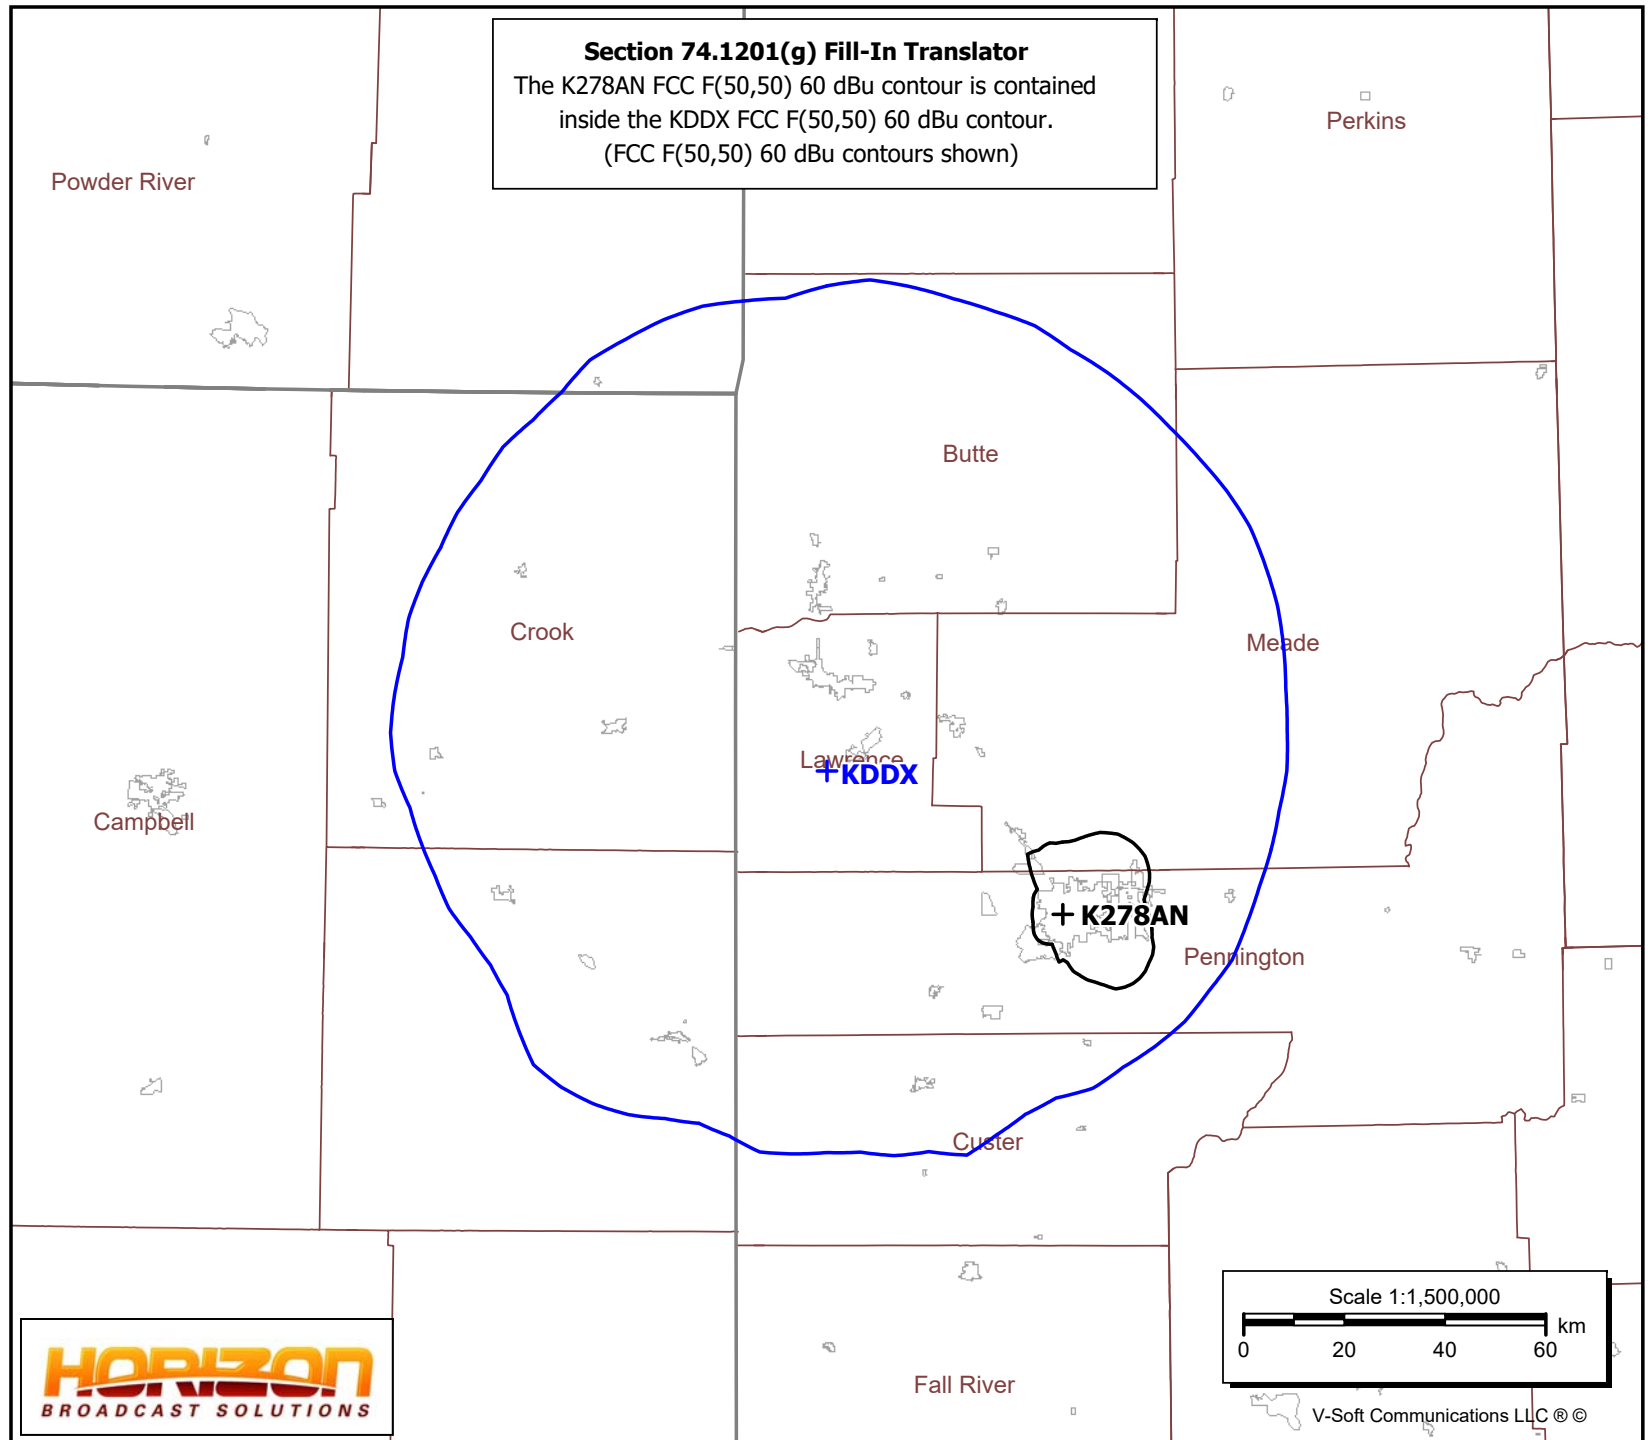 Section 74.1201(g) Fill-In Translator
The K278AN FCC F(50,50) 60 dBu contour is contained
inside the KDDX FCC F(50,50) 60 dBu contour.
(FCC F(50,50) 60 dBu contours shown)
Perkins
Powder River
Butte
Crook
Meade
Lawrence
KDDX
Campbell
K278AN
Pennington
Custer
Fall River
Scale 1:1,500,000
km
0 20 40 60
HORIZON
BROADCAST SOLUTIONS
V-Soft Communications LLC ® ©